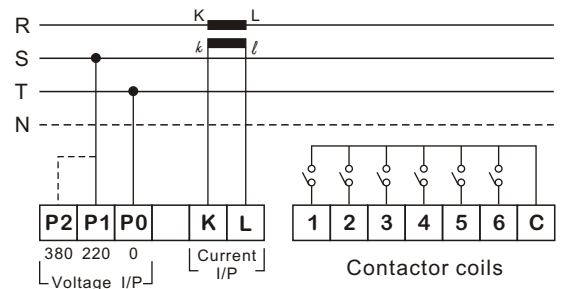 K L
R
k ℓ
S
T
N
P2 P1 P0 K L 1 2 3 4 5 6 C
380 220 0 Current
Voltage I/P I/P
Contactor coils